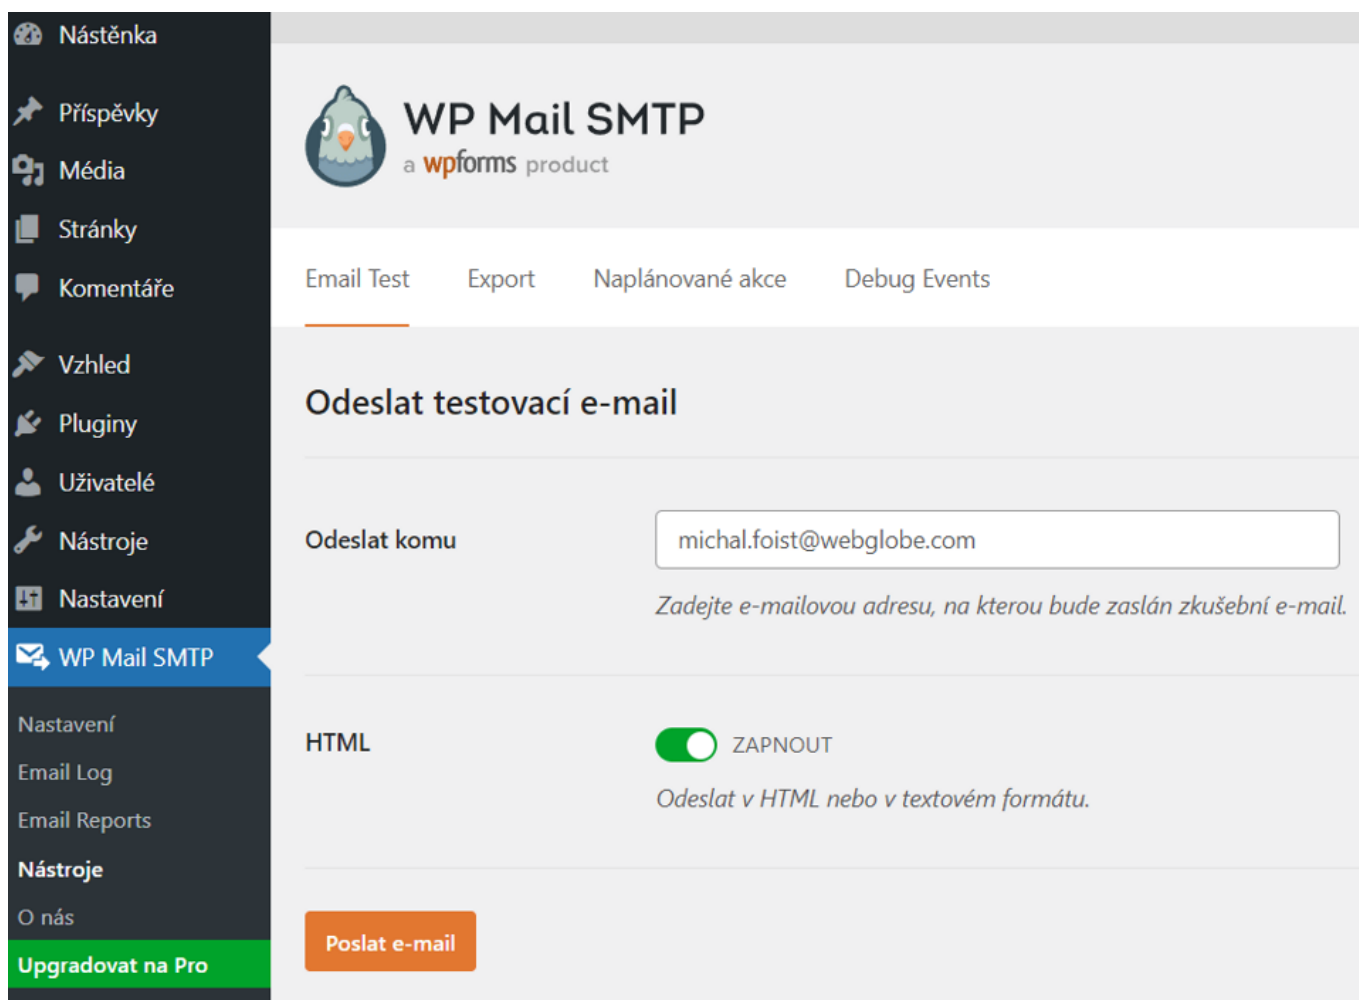 Nástěnka
Příspěvky
Média
Stránky
Komentáře
Vzhled
Pluginy
Uživatelé
Nástroje
Nastavení
WP Mail SMTP
Nastavení
Email Log
Email Reports
Nástroje
O nás
Upgradovat na Pro
WP Mail SMTP
a wpforms product
Email Test Export Naplánované akce Debug Events
Odeslat testovací e-mail
Odeslat komu michal.foist@webglobe.com
Zadejte e-mailovou adresu, na kterou bude zaslán zkušební e-mail.
HTML ZAPNOUT
Odeslat v HTML nebo v textovém formátu.
Poslat e-mail